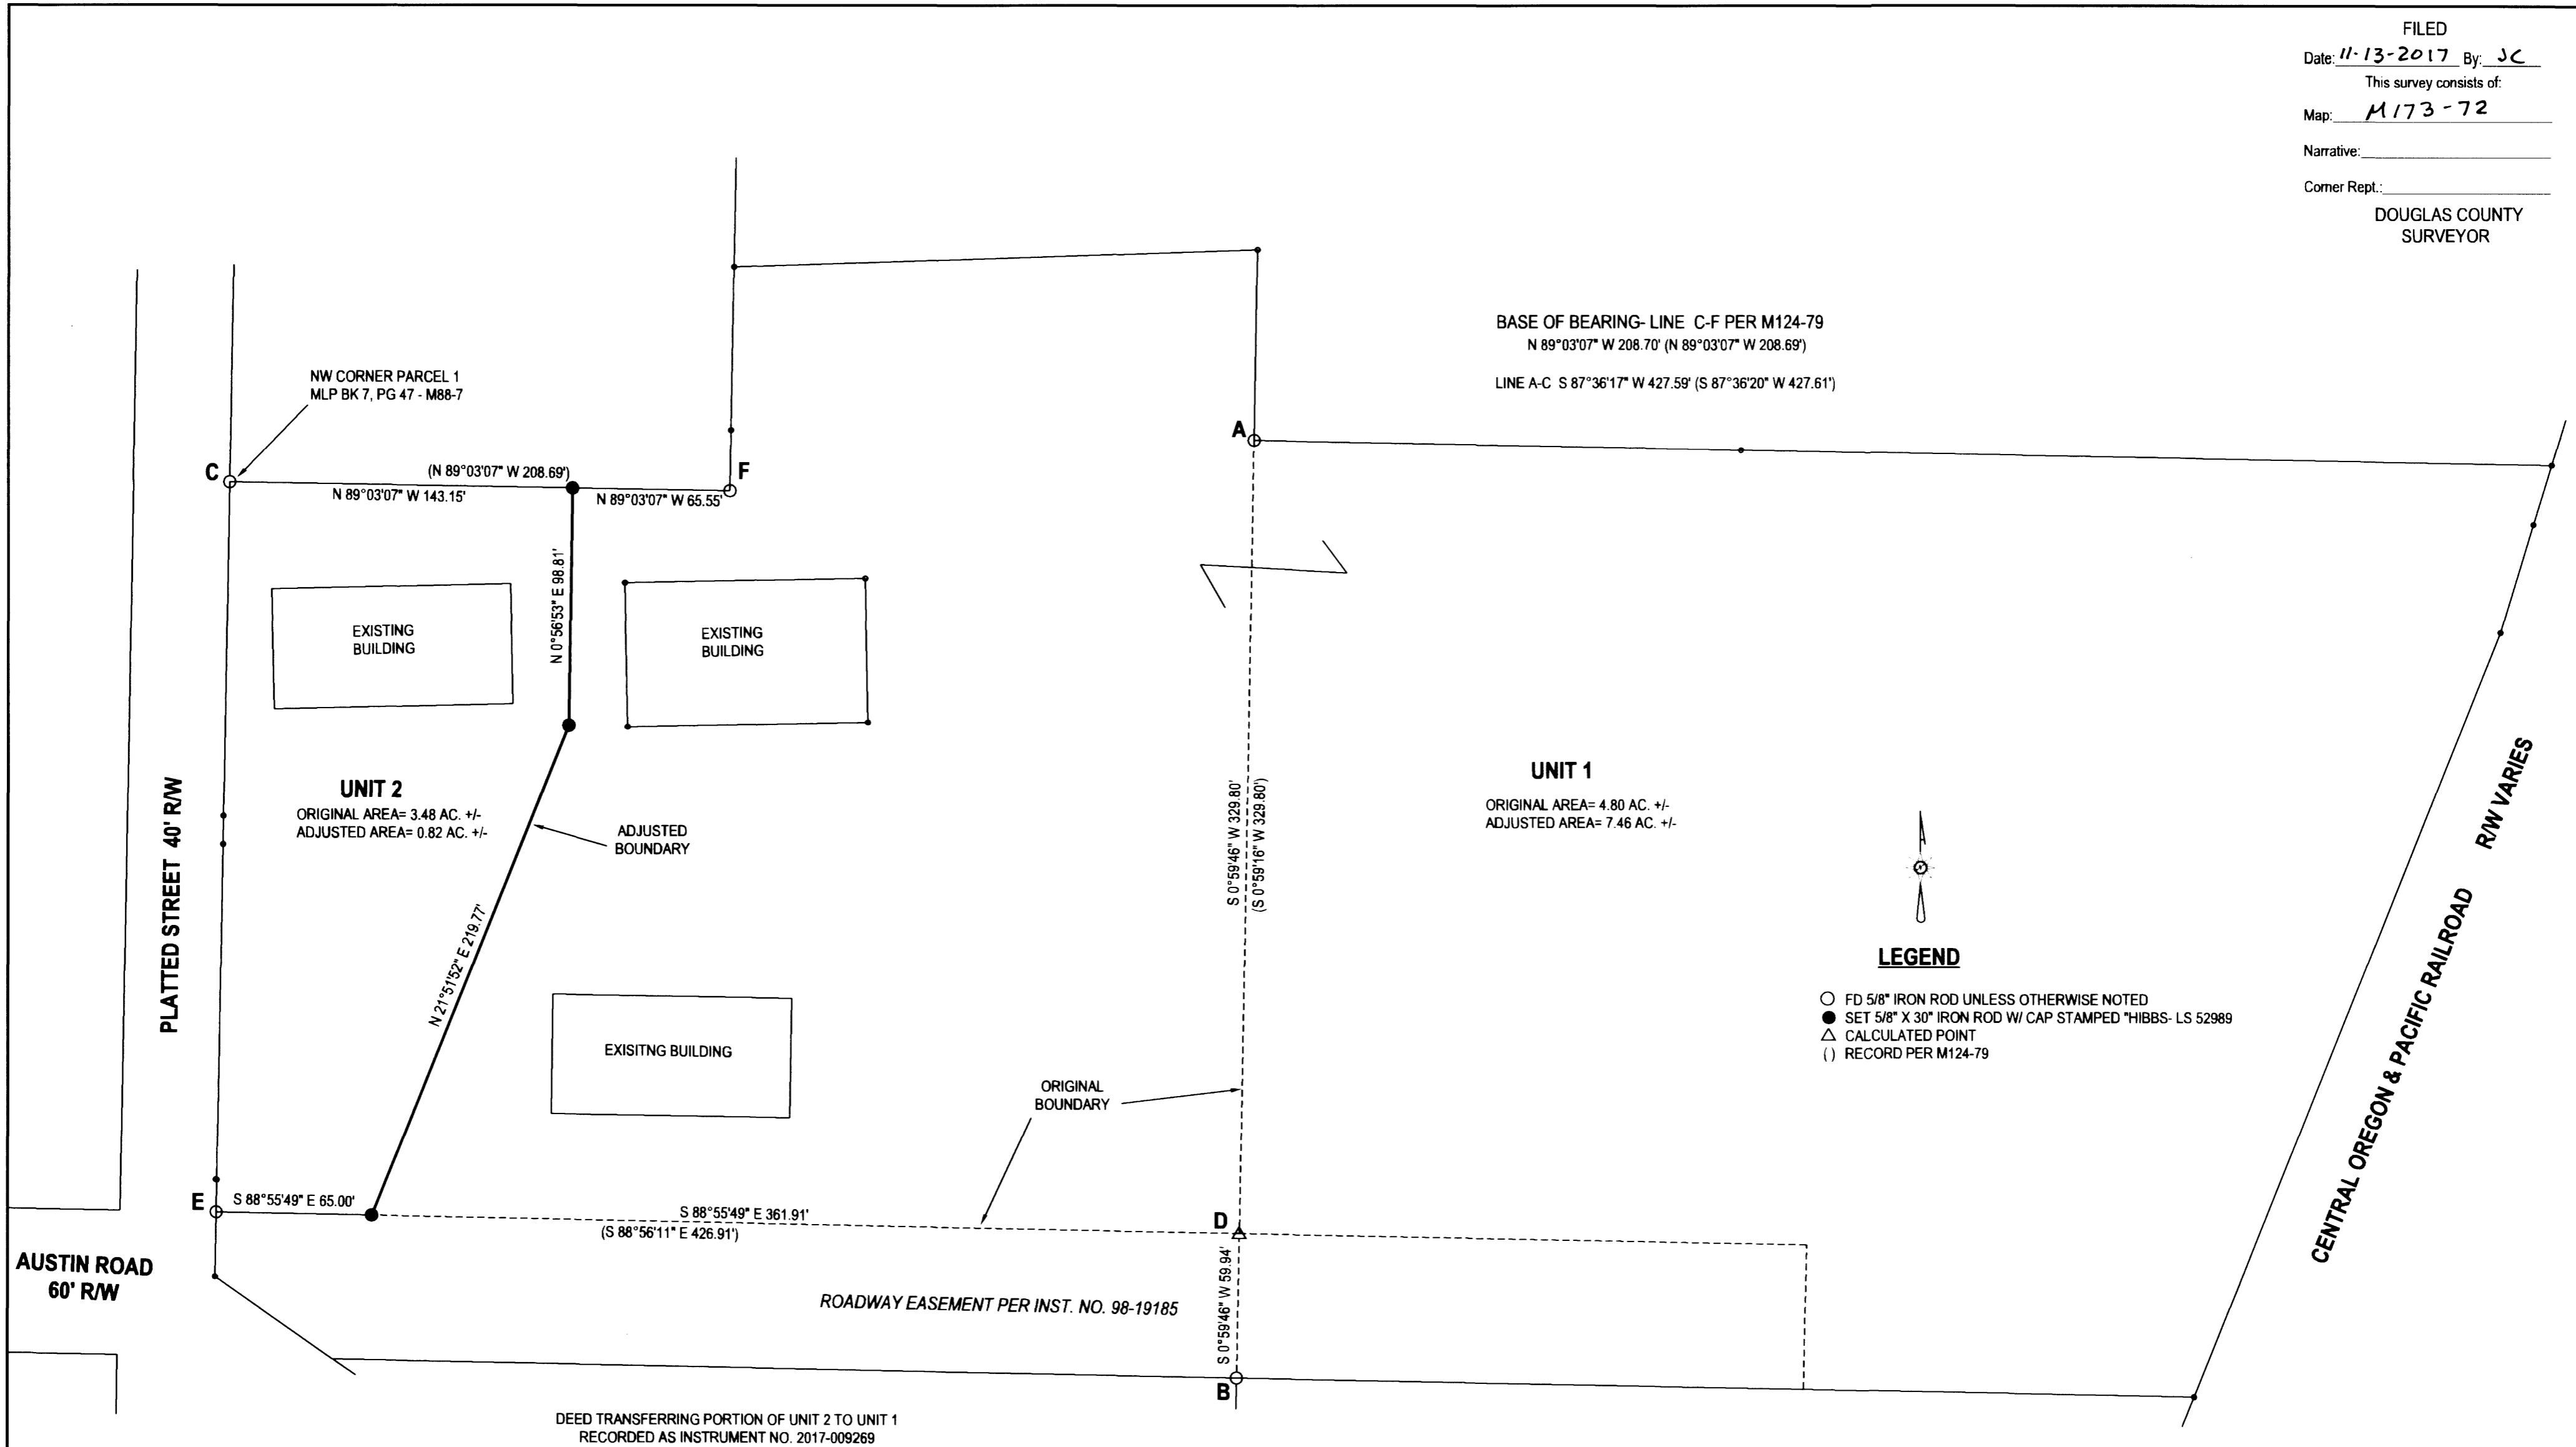 FILED
Date: 11-13-2017 By: JC
This survey consists of:
Map: M173-72
Narrative:
Corner Rept.:
DOUGLAS COUNTY
SURVEYOR
BASE OF BEARING- LINE C-F PER M124-79
N 89°03'07" W 208.70' (N 89°03'07" W 208.69')
LINE A-C S 87°36'17" W 427.59' (S 87°36'20" W 427.61')
NW CORNER PARCEL 1
MLP BK 7, PG 47 - M88-7
C
(N 89°03'07" W 208.69')
F
A
N 89°03'07" W 143.15'
N 89°03'07" W 65.55'
N 0°56'53" E 98.81'
EXISTING
BUILDING
EXISTING
BUILDING
UNIT 2
ORIGINAL AREA= 3.48 AC. +/-
ADJUSTED AREA= 0.82 AC. +/-
ADJUSTED
BOUNDARY
UNIT 1
ORIGINAL AREA= 4.80 AC. +/-
ADJUSTED AREA= 7.46 AC. +/-
S 0°59'46" W 329.80'
(S 0°59'16" W 329.80')
PLATTED STREET 40' R/W
N 21°51'52" E 219.77'
CENTRAL OREGON & PACIFIC RAILROAD R/W VARIES
LEGEND
FD 5/8" IRON ROD UNLESS OTHERWISE NOTED
SET 5/8" X 30" IRON ROD W/ CAP STAMPED "HIBBS- LS 52989
CALCULATED POINT
( ) RECORD PER M124-79
EXISITNG BUILDING
ORIGINAL
BOUNDARY
E
S 88°55'49" E 65.00'
S 88°55'49" E 361.91'
(S 88°56'11" E 426.91')
D
S 0°59'46" W 59.94'
AUSTIN ROAD
60' R/W
ROADWAY EASEMENT PER INST. NO. 98-19185
B
DEED TRANSFERRING PORTION OF UNIT 2 TO UNIT 1
RECORDED AS INSTRUMENT NO. 2017-009269